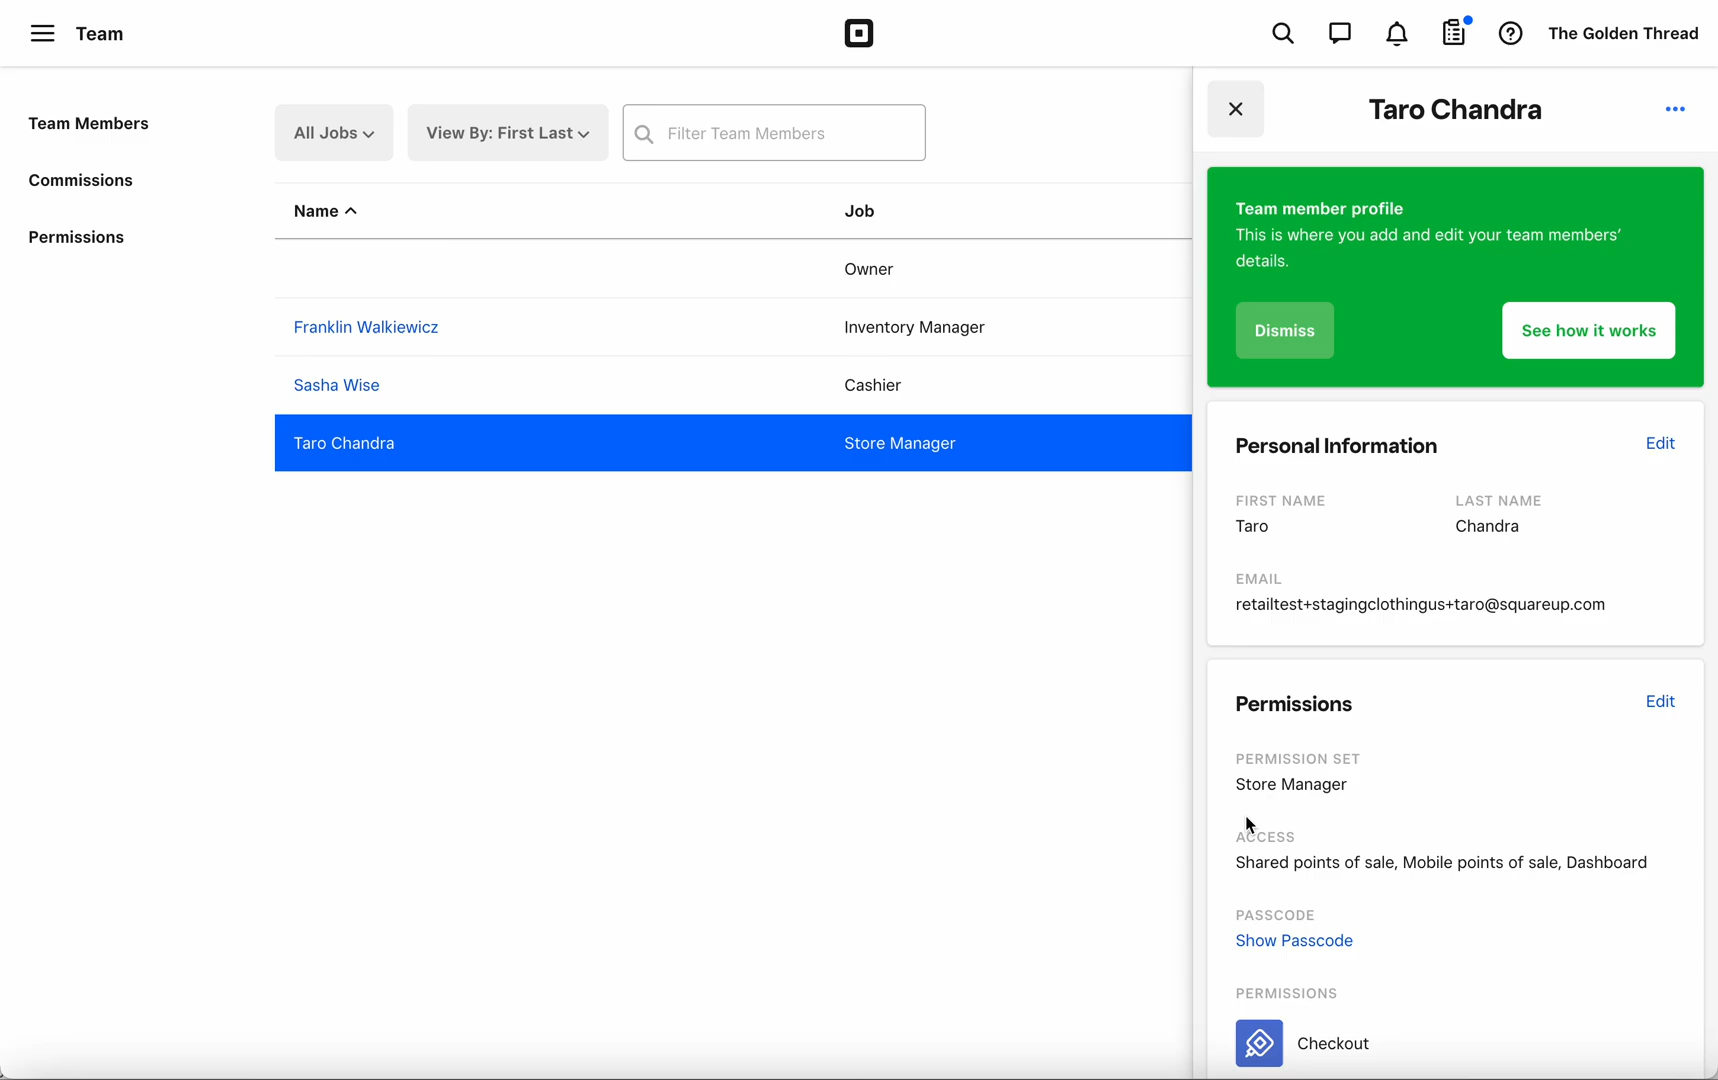 Team
The Golden Thread
Team Members
Commissions
Permissions
All Jobs
View By: First Last
Filter Team Members
Name
Job
Owner
Franklin Walkiewicz
Inventory Manager
Sasha Wise
Cashier
Taro Chandra
Store Manager
Taro Chandra
Team member profile
This is where you add and edit your team members’
details.
Dismiss
See how it works
Personal Information
Edit
FIRST NAME
LAST NAME
Taro
Chandra
EMAIL
retailtest+stagingclothingus+taro@squareup.com
Permissions
Edit
PERMISSION SET
Store Manager
ACCESS
Shared points of sale, Mobile points of sale, Dashboard
PASSCODE
Show Passcode
PERMISSIONS
Checkout